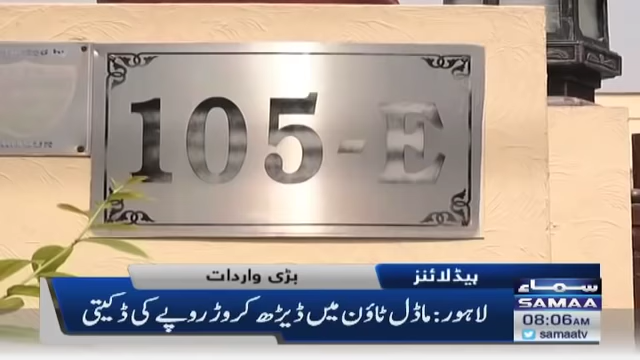 105-E
ہیڈلائنز
بڑی واردات
لاہور: ماڈل ٹاؤن میں ڈیڑھ کروڑ روپے کی ڈکیتی
سماء
SAMAA
08:06AM
samaatv